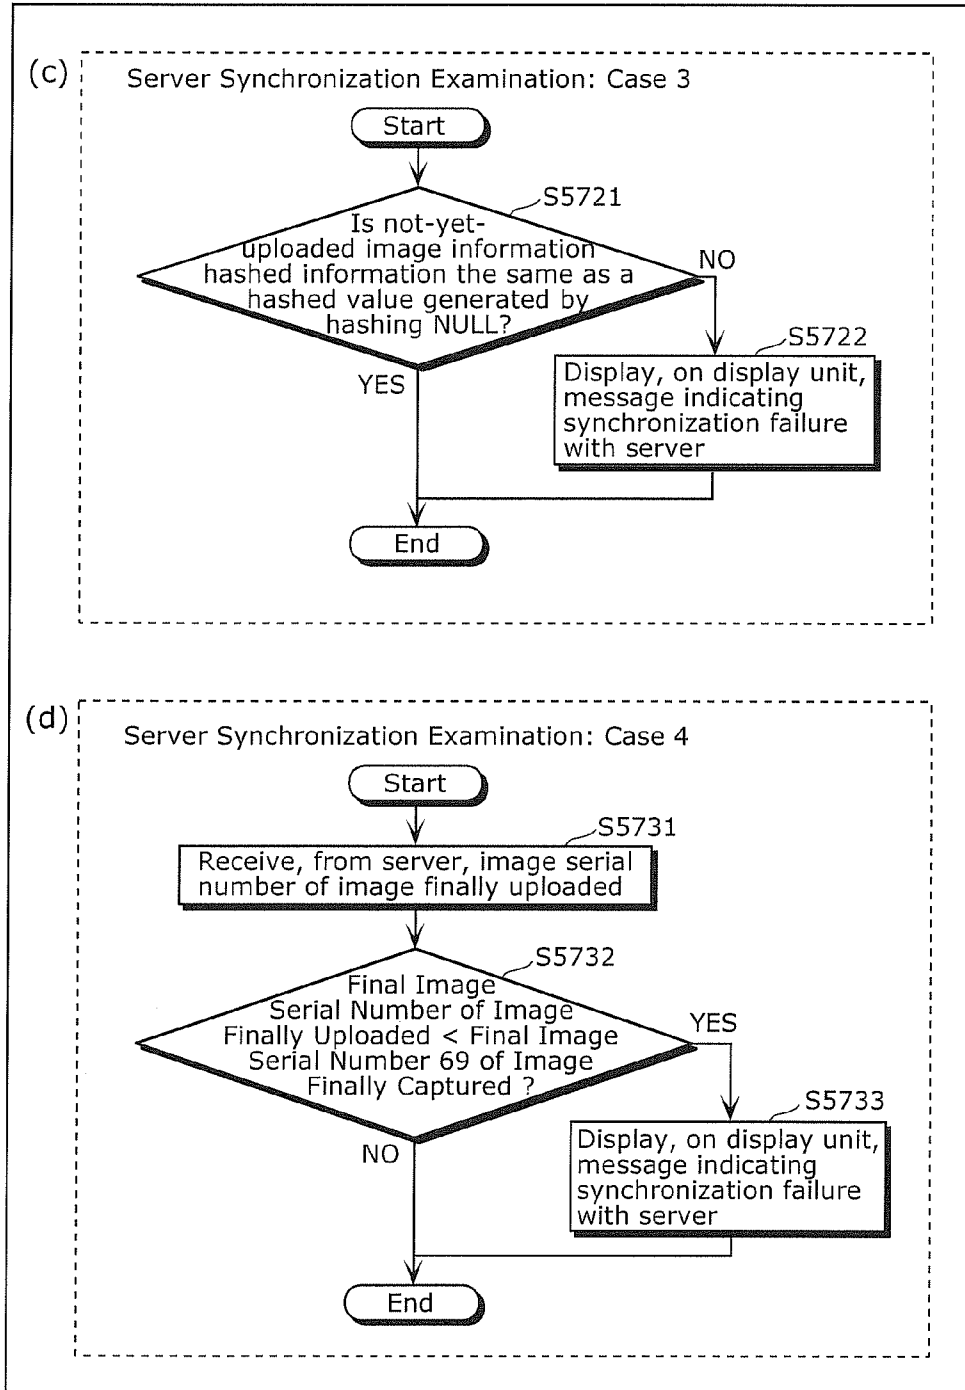 (c)
Server Synchronization Examination: Case 3
Start
S5721
Is not-yet-
uploaded image information
hashed information the same as a
hashed value generated by
hashing NULL?
NO
YES
S5722
Display, on display unit,
message indicating
synchronization failure
with server
End
(d)
Server Synchronization Examination: Case 4
Start
S5731
Receive, from server, image serial
number of image finally uploaded
S5732
Final Image
Serial Number of Image
Finally Uploaded < Final Image
Serial Number 69 of Image
Finally Captured ?
YES
NO
S5733
Display, on display unit,
message indicating
synchronization failure
with server
End